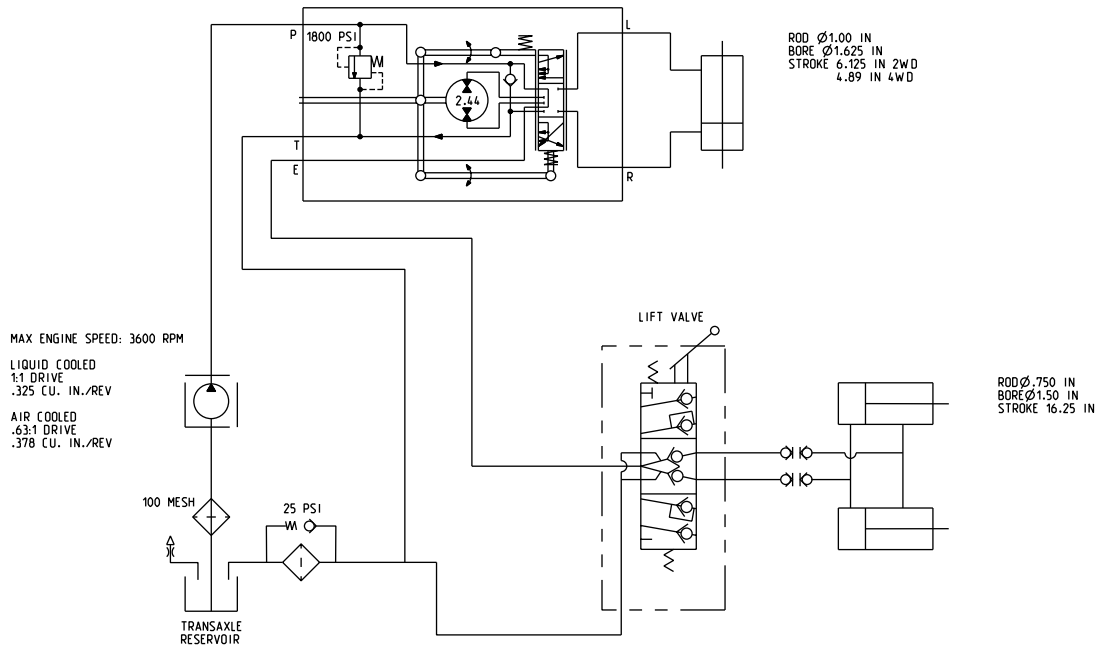 P
1800 PSI
L
ROD Ø1.00 IN
BORE Ø1.625 IN
STROKE 6.125 IN 2WD
4.89 IN 4WD
2.44
T
E
R
LIFT VALVE
MAX ENGINE SPEED: 3600 RPM
LIQUID COOLED
1:1 DRIVE
.325 CU. IN./REV
AIR COOLED
.63:1 DRIVE
.378 CU. IN./REV
RODØ.750 IN
BOREØ1.50 IN
STROKE 16.25 IN
100 MESH
25 PSI
TRANSAXLE
RESERVOIR